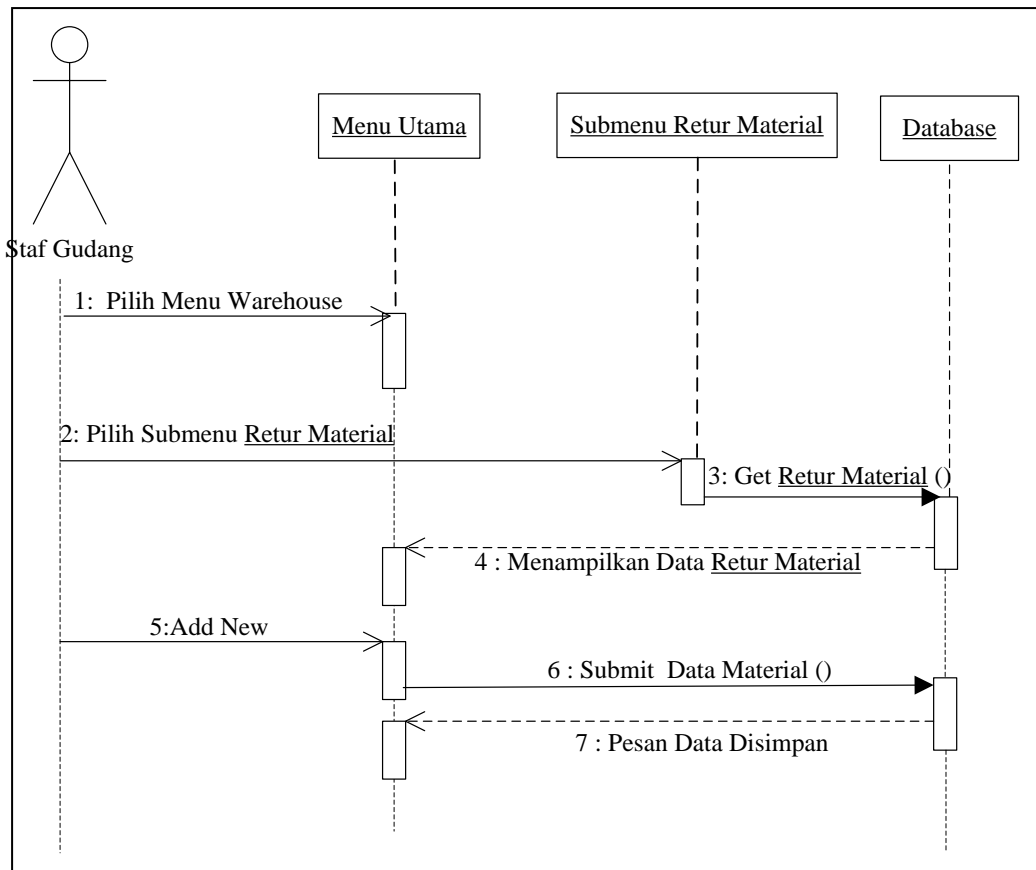 Menu Utama
Submenu Retur Material
Database
Staf Gudang
1: Pilih Menu Warehouse
2: Pilih Submenu Retur Material
3: Get Retur Material ()
4 : Menampilkan Data Retur Material
5:Add New
6 : Submit Data Material ()
7 : Pesan Data Disimpan